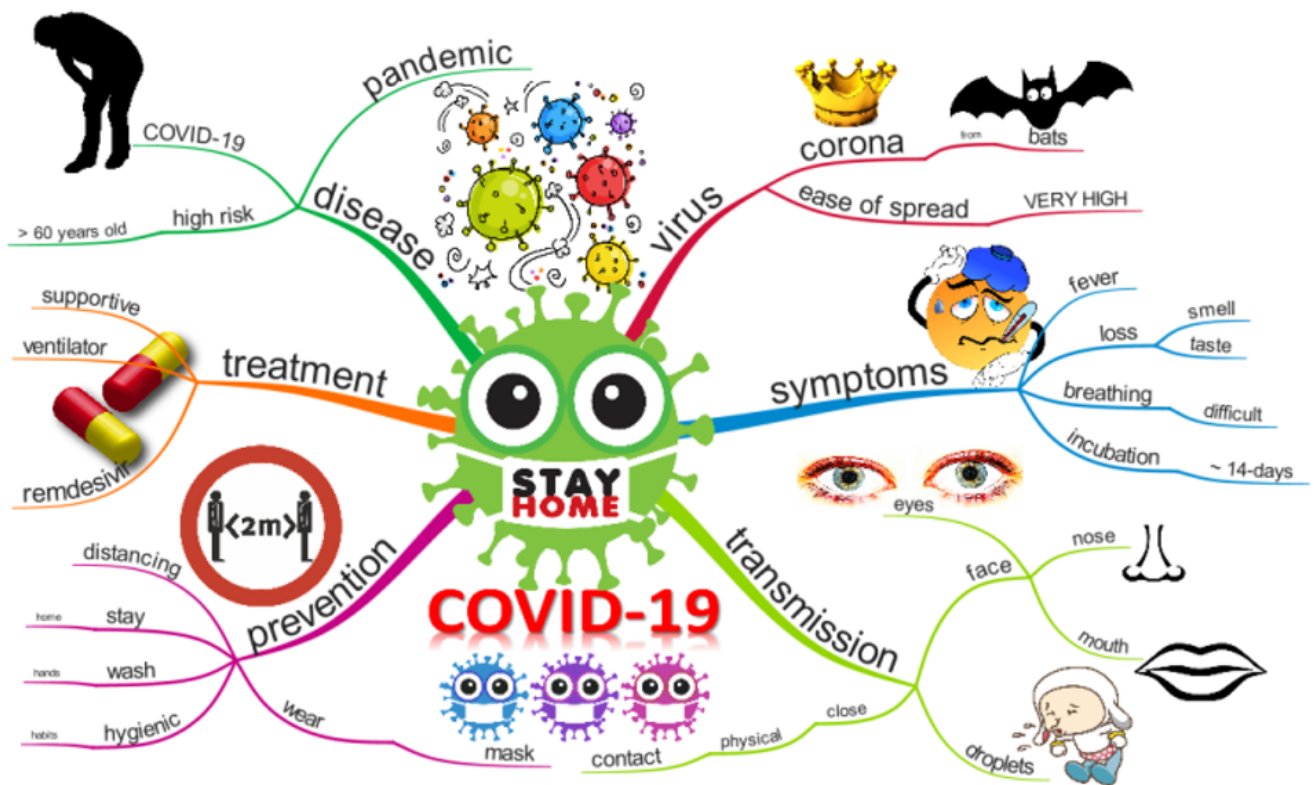 COVID-19
STAY
HOME
virus
corona
from
bats
ease of spread
VERY HIGH
symptoms
fever
loss
smell
taste
breathing
difficult
incubation
~ 14-days
transmission
face
eyes
nose
mouth
droplets
close
physical
contact
prevention
distancing
<2m>
stay
home
wash
hands
hygienic
habits
wear
mask
treatment
supportive
ventilator
remdesivir
disease
pandemic
COVID-19
high risk
> 60 years old